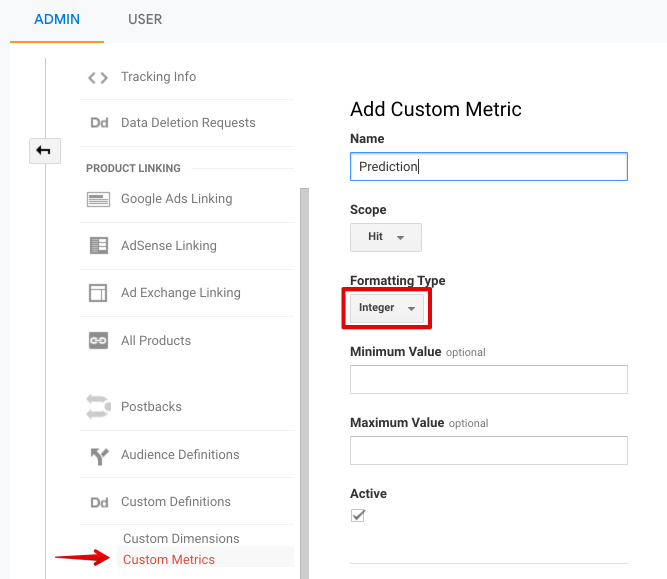 ADMIN
USER
Tracking Info
Dd Data Deletion Requests
PRODUCT LINKING
Google Ads Linking
AdSense Linking
Ad Exchange Linking
All Products
Postbacks
Audience Definitions
Dd Custom Definitions
Custom Dimensions
Custom Metrics
Add Custom Metric
Name
Prediction
Scope
Hit
Formatting Type
Integer
Minimum Value optional
Maximum Value optional
Active